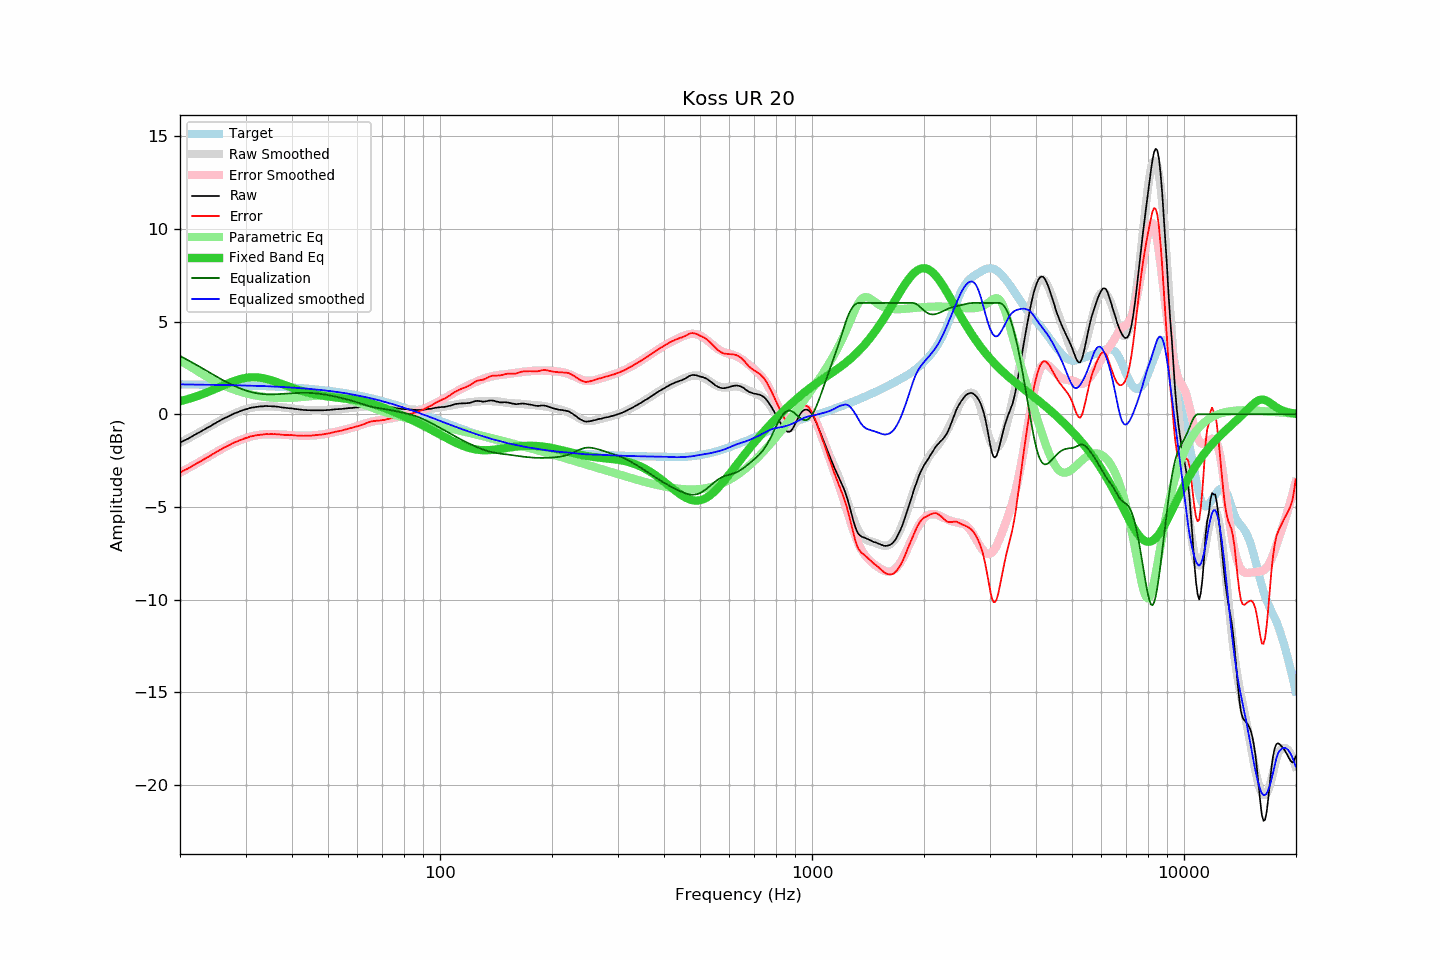 Koss UR 20
Target
Raw Smoothed
Error Smoothed
Raw
Error
Parametric Eq
Fixed Band Eq
Equalization
Equalized smoothed
15
10
5
0
−5
−10
−15
−20
Amplitude (dBr)
100
1000
10000
Frequency (Hz)